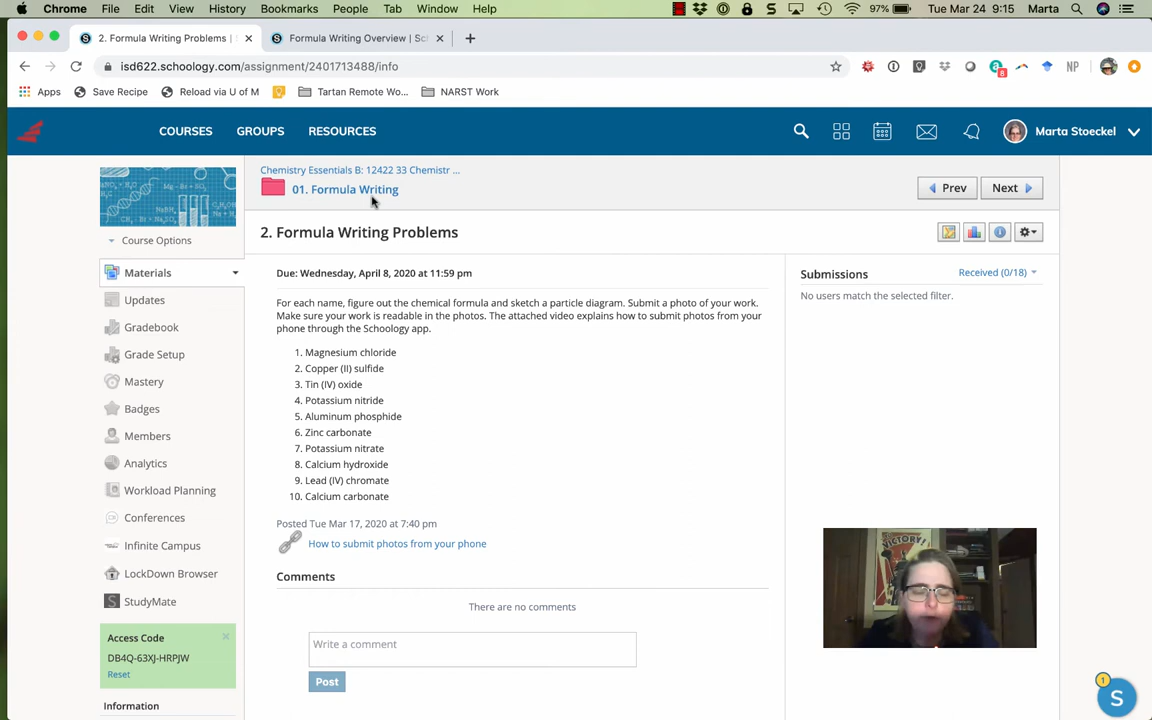 Chrome File Edit View History Bookmarks People Tab Window Help 97% Tue Mar 24 9:15 Marta
2. Formula Writing Problems | Formula Writing Overview | Sch
isd622.schoology.com/assignment/2401713488/info 8 NP
Apps Save Recipe Reload via U of M Tartan Remote Wo... NARST Work
COURSES GROUPS RESOURCES Marta Stoeckel
Chemistry Essentials B: 12422 33 Chemistr ...
01. Formula Writing Prev Next
Course Options
2. Formula Writing Problems
Materials
Updates
Gradebook
Grade Setup
Mastery
Badges
Members
Analytics
Workload Planning
Conferences
Infinite Campus
LockDown Browser
StudyMate
Access Code
DB4Q-63XJ-HRPJW
Reset
Information
Due: Wednesday, April 8, 2020 at 11:59 pm
For each name, figure out the chemical formula and sketch a particle diagram. Submit a photo of your work.
Make sure your work is readable in the photos. The attached video explains how to submit photos from your
phone through the Schoology app.
1. Magnesium chloride
2. Copper (II) sulfide
3. Tin (IV) oxide
4. Potassium nitride
5. Aluminum phosphide
6. Zinc carbonate
7. Potassium nitrate
8. Calcium hydroxide
9. Lead (IV) chromate
10. Calcium carbonate
Posted Tue Mar 17, 2020 at 7:40 pm
How to submit photos from your phone
Comments
There are no comments
Write a comment
Post
Submissions Received (0/18)
No users match the selected filter.
VICTORY!
1
S